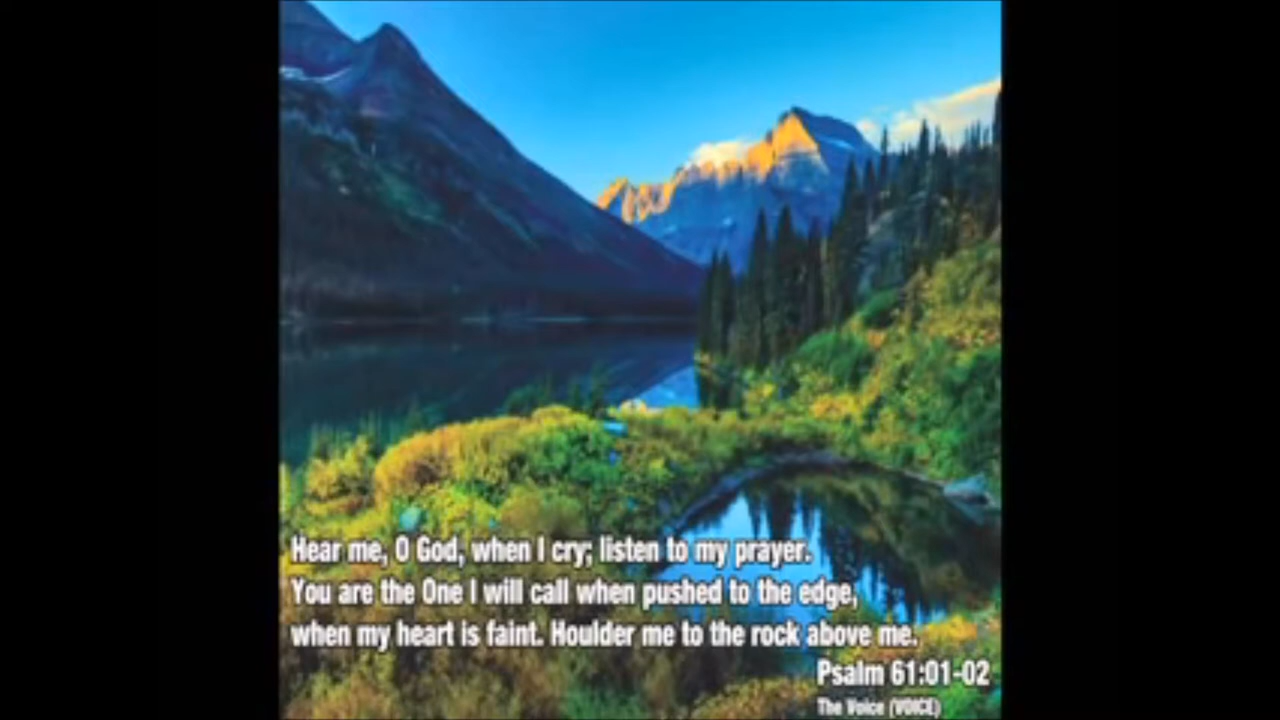 Hear me, O God, when I cry; listen to my prayer.
You are the One I will call when pushed to the edge,
when my heart is faint. Houlder me to the rock above me.
Psalm 61:01-02
The Voice (VOICE)